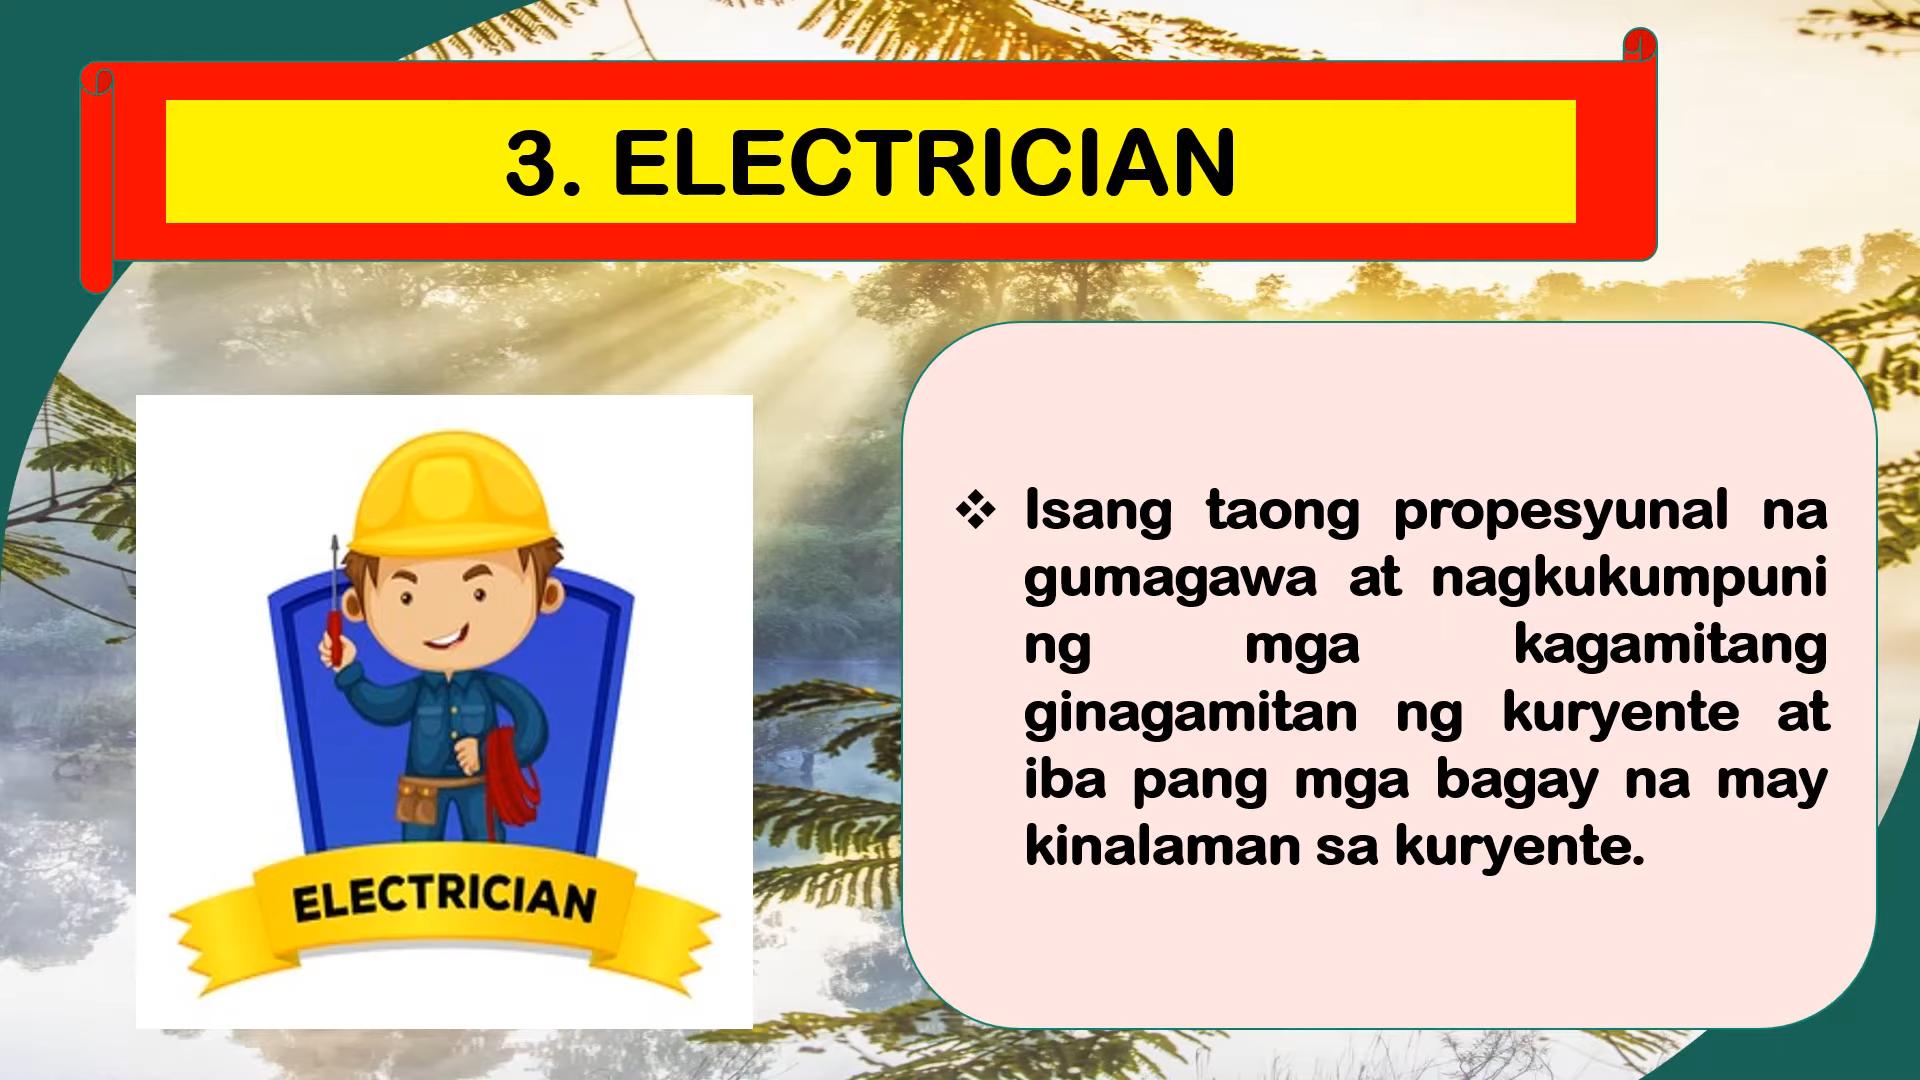 3. ELECTRICIAN
❖ Isang taong propesyunal na
gumagawa at nagkukumpuni
ng mga kagamitang
ginagamitan ng kuryente at
iba pang mga bagay na may
kinalaman sa kuryente.
ELECTRICIAN